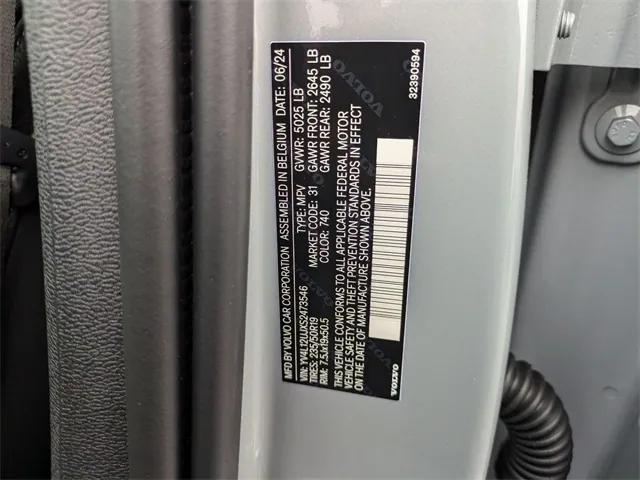 MFD BY VOLVO CAR CORPORATION ASSEMBLED IN BELGIUM DATE: 06/24
GVWR: 5025 LB GAWR FRONT: 2645 LB
GAWR REAR: 2490 LB
VIN: YV4L12UXS2473546 TYPE: MPV
TIRES: 235/50R19 MARKET CODE: 31
RIM: 7.5Jx19x50.5 COLOR: 740
THIS VEHICLE CONFORMS TO ALL APPLICABLE FEDERAL MOTOR
VEHICLE SAFETY AND THEFT PREVENTION STANDARDS IN EFFECT
ON THE DATE OF MANUFACTURE SHOWN ABOVE.
VOLVO
32390594
VOLVO